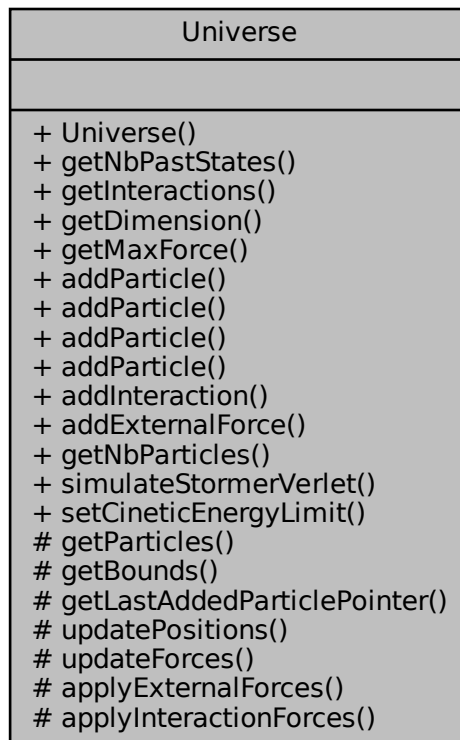 Universe
+ Universe()
+ getNbPastStates()
+ getInteractions()
+ getDimension()
+ getMaxForce()
+ addParticle()
+ addParticle()
+ addParticle()
+ addParticle()
+ addInteraction()
+ addExternalForce()
+ getNbParticles()
+ simulateStormerVerlet()
+ setCineticEnergyLimit()
# getParticles()
# getBounds()
# getLastAddedParticlePointer()
# updatePositions()
# updateForces()
# applyExternalForces()
# applyInteractionForces()